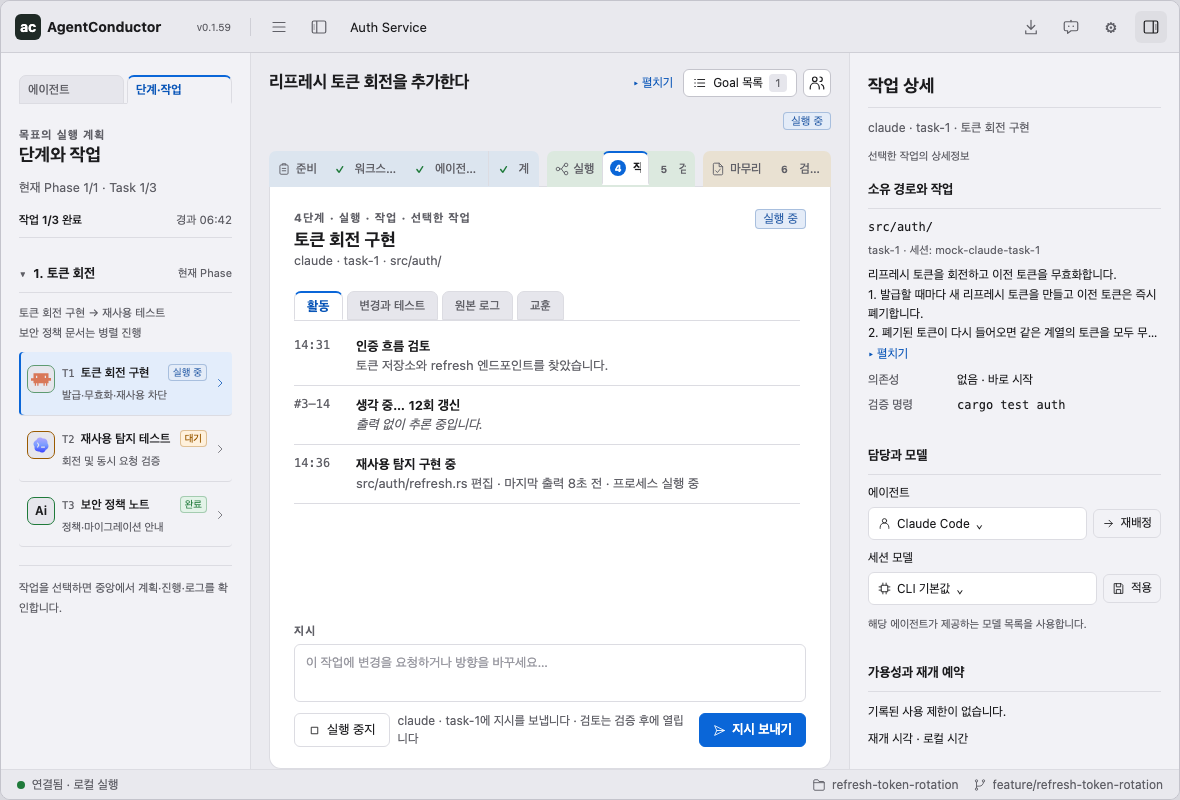 ac AgentConductor v0.1.59 Auth Service
에이전트 단계·작업
목표의 실행 계획
단계와 작업
현재 Phase 1/1 · Task 1/3
작업 1/3 완료 경과 06:42
1. 토큰 회전 현재 Phase
토큰 회전 구현 → 재사용 테스트
보안 정책 문서는 병렬 진행
T1 토큰 회전 구현 실행 중
발급·무효화·재사용 차단
T2 재사용 탐지 테스트 대기
회전 및 동시 요청 검증
Ai T3 보안 정책 노트 완료
정책·마이그레이션 안내
작업을 선택하면 중앙에서 계획·진행·로그를 확
인합니다.
리프레시 토큰 회전을 추가한다 펼치기 Goal 목록 1
실행 중
준비 워크스... 에이전... 계 실행 4 작 5 검 마무리 6 검...
4단계 · 실행 · 작업 · 선택한 작업 실행 중
토큰 회전 구현
claude · task-1 · src/auth/
활동 변경과 테스트 원본 로그 교훈
14:31 인증 흐름 검토
토큰 저장소와 refresh 엔드포인트를 찾았습니다.
#3–14 생각 중... 12회 갱신
출력 없이 추론 중입니다.
14:36 재사용 탐지 구현 중
src/auth/refresh.rs 편집 · 마지막 출력 8초 전 · 프로세스 실행 중
지시
이 작업에 변경을 요청하거나 방향을 바꾸세요...
실행 중지 claude · task-1에 지시를 보냅니다 · 검토는 검증 후에 열립
니다
지시 보내기
작업 상세
claude · task-1 · 토큰 회전 구현
선택한 작업의 상세정보
소유 경로와 작업
src/auth/
task-1 · 세션: mock-claude-task-1
리프레시 토큰을 회전하고 이전 토큰을 무효화합니다.
1. 발급할 때마다 새 리프레시 토큰을 만들고 이전 토큰은 즉시
폐기합니다.
2. 폐기된 토큰이 다시 들어오면 같은 계열의 토큰을 모두 무...
펼치기
의존성 없음 · 바로 시작
검증 명령 cargo test auth
담당과 모델
에이전트
Claude Code 재배정
세션 모델
CLI 기본값 적용
해당 에이전트가 제공하는 모델 목록을 사용합니다.
가용성과 재개 예약
기록된 사용 제한이 없습니다.
재개 시각 · 로컬 시간
연결됨 · 로컬 실행 refresh-token-rotation feature/refresh-token-rotation